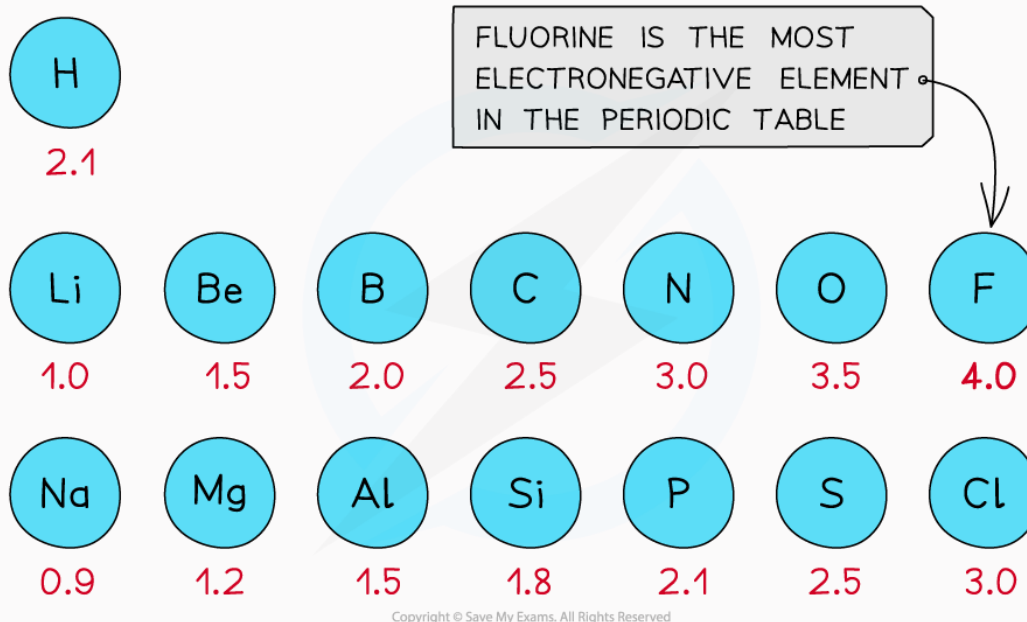 H
FLUORINE IS THE MOST
ELECTRONEGATIVE ELEMENT
IN THE PERIODIC TABLE
2.1
Li Be B C N O F
1.0 1.5 2.0 2.5 3.0 3.5 4.0
Na Mg Al Si P S Cl
0.9 1.2 1.5 1.8 2.1 2.5 3.0
Copyright © Save My Exams. All Rights Reserved